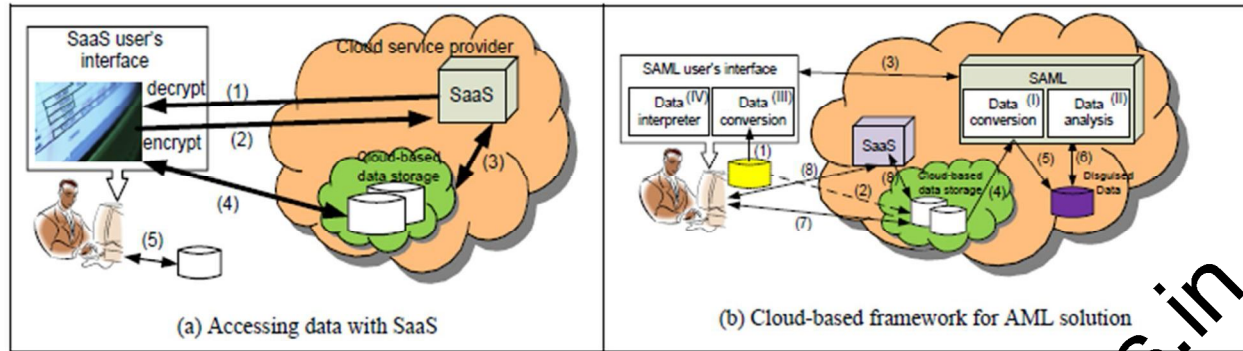 SaaS user's
interface
decrypt
(1)
encrypt
(2)
Cloud service provider
SaaS
(3)
Cloud-based
data storage
(4)
(5)
(a) Accessing data with SaaS
SAML user's interface
Data (IV)
interpreter
Data (III)
conversion
(3)
SAML
Data (I)
conversion
Data (II)
analysis
(1)
SaaS
(8)
(8)
(2)
Cloud-based
data storage
(4)
(5)
(6)
Disguised
Data
(7)
(b) Cloud-based framework for AML solution
s.in